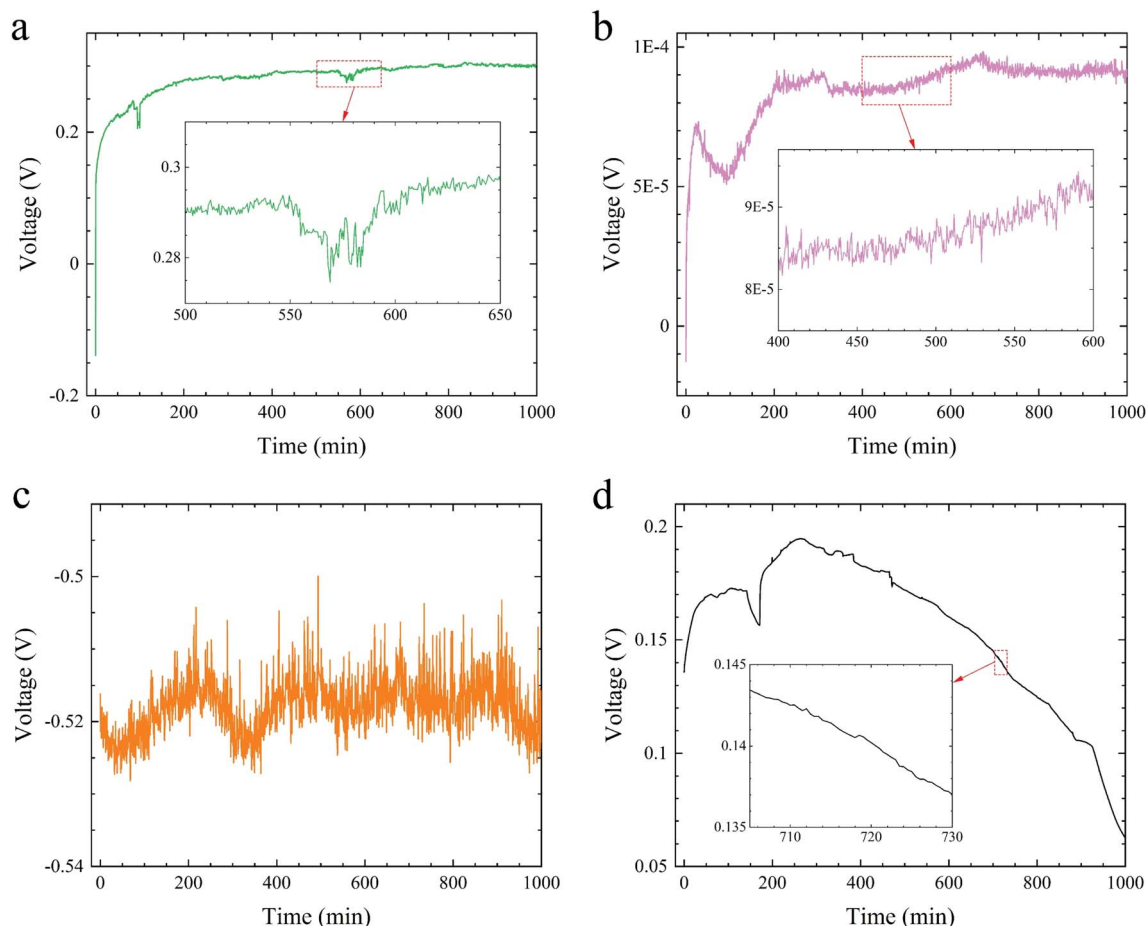 a
Voltage (V)
0.2
0
-0.2
0.3
0.28
500 550 600 650
0 200 400 600 800 1000
Time (min)
b
Voltage (V)
1E-4
5E-5
0
9E-5
8E-5
400 450 500 550 600
0 200 400 600 800 1000
Time (min)
c
Voltage (V)
-0.5
-0.52
-0.54
0 200 400 600 800 1000
Time (min)
d
Voltage (V)
0.2
0.15
0.1
0.05
0.145
0.14
0.135
710 720 730
0 200 400 600 800 1000
Time (min)